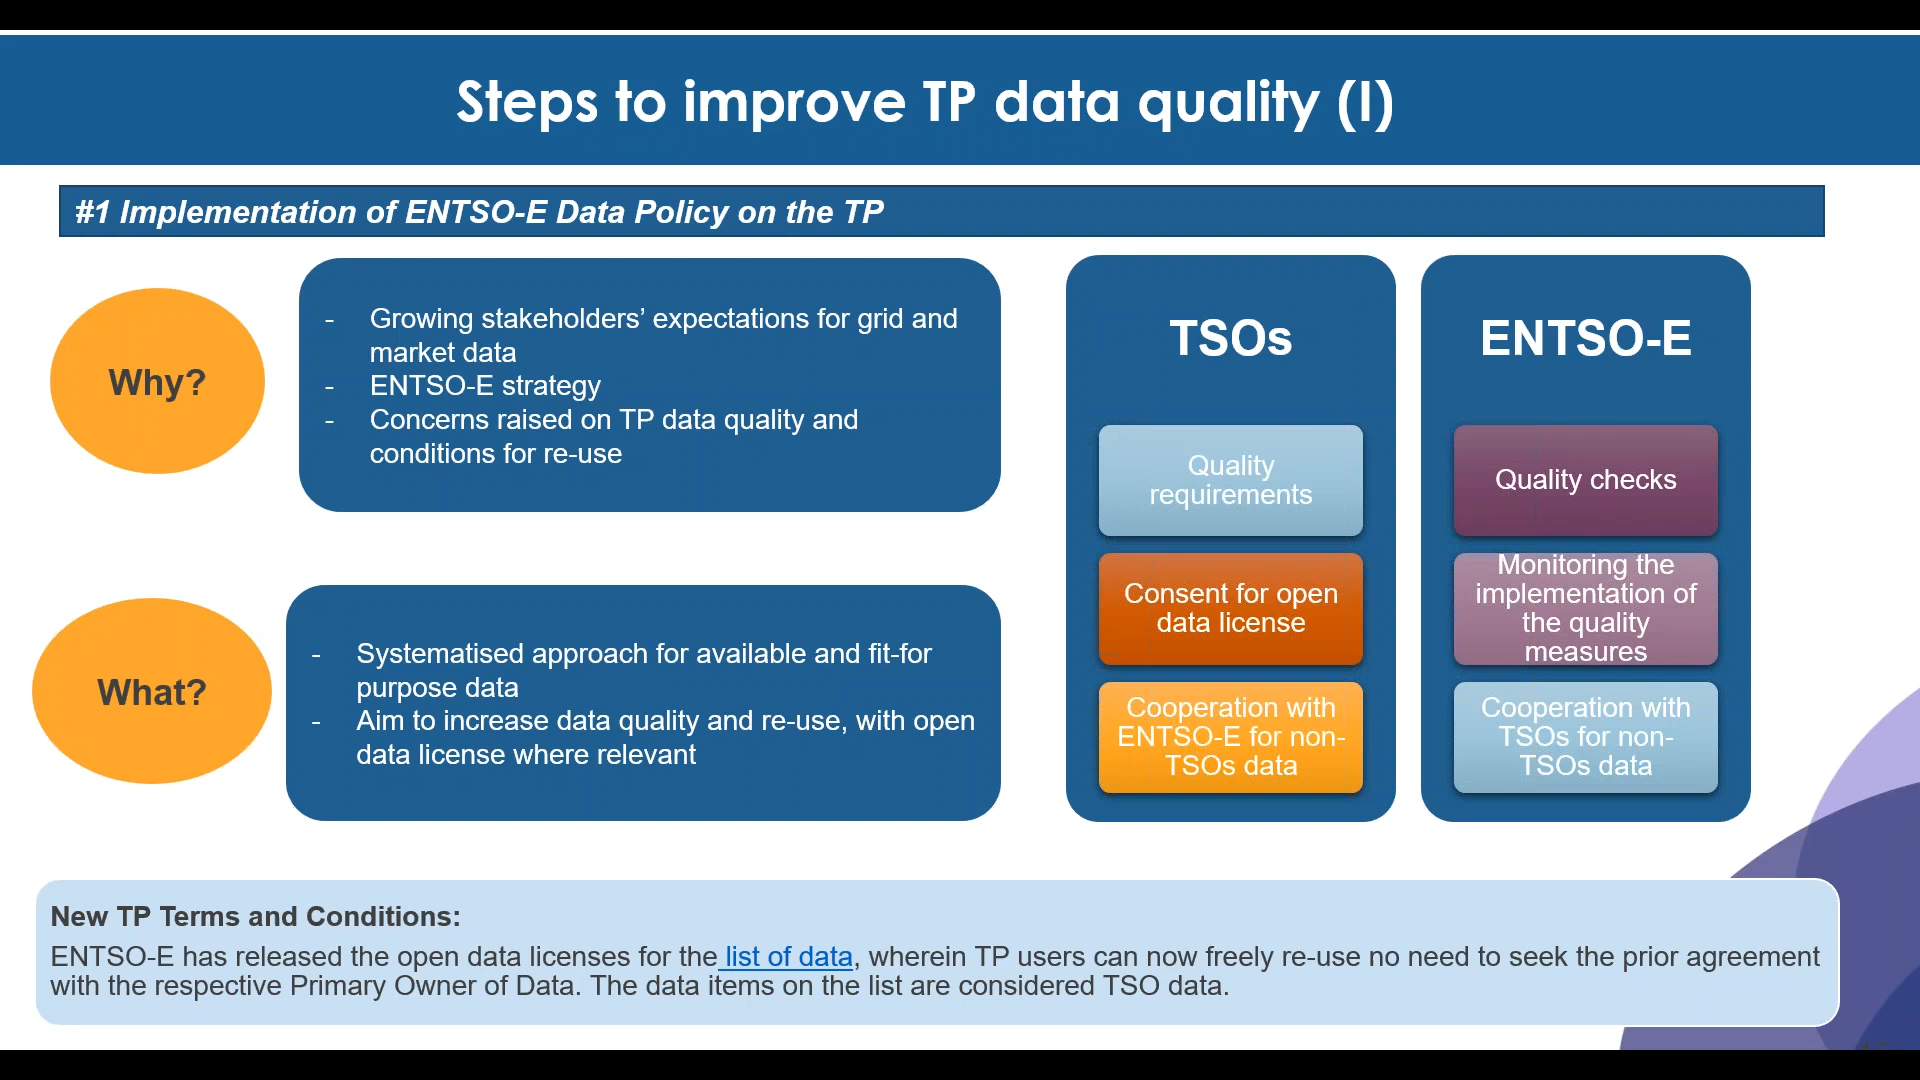 Steps to improve TP data quality (I)
#1 Implementation of ENTSO-E Data Policy on the TP
Why?
- Growing stakeholders’ expectations for grid and
market data
- ENTSO-E strategy
- Concerns raised on TP data quality and
conditions for re-use
What?
- Systematised approach for available and fit-for
purpose data
- Aim to increase data quality and re-use, with open
data license where relevant
TSOs
Quality
requirements
Consent for open
data license
Cooperation with
ENTSO-E for non-
TSOs data
ENTSO-E
Quality checks
Monitoring the
implementation of
the quality
measures
Cooperation with
TSOs for non-
TSOs data
New TP Terms and Conditions:
ENTSO-E has released the open data licenses for the list of data, wherein TP users can now freely re-use no need to seek the prior agreement
with the respective Primary Owner of Data. The data items on the list are considered TSO data.